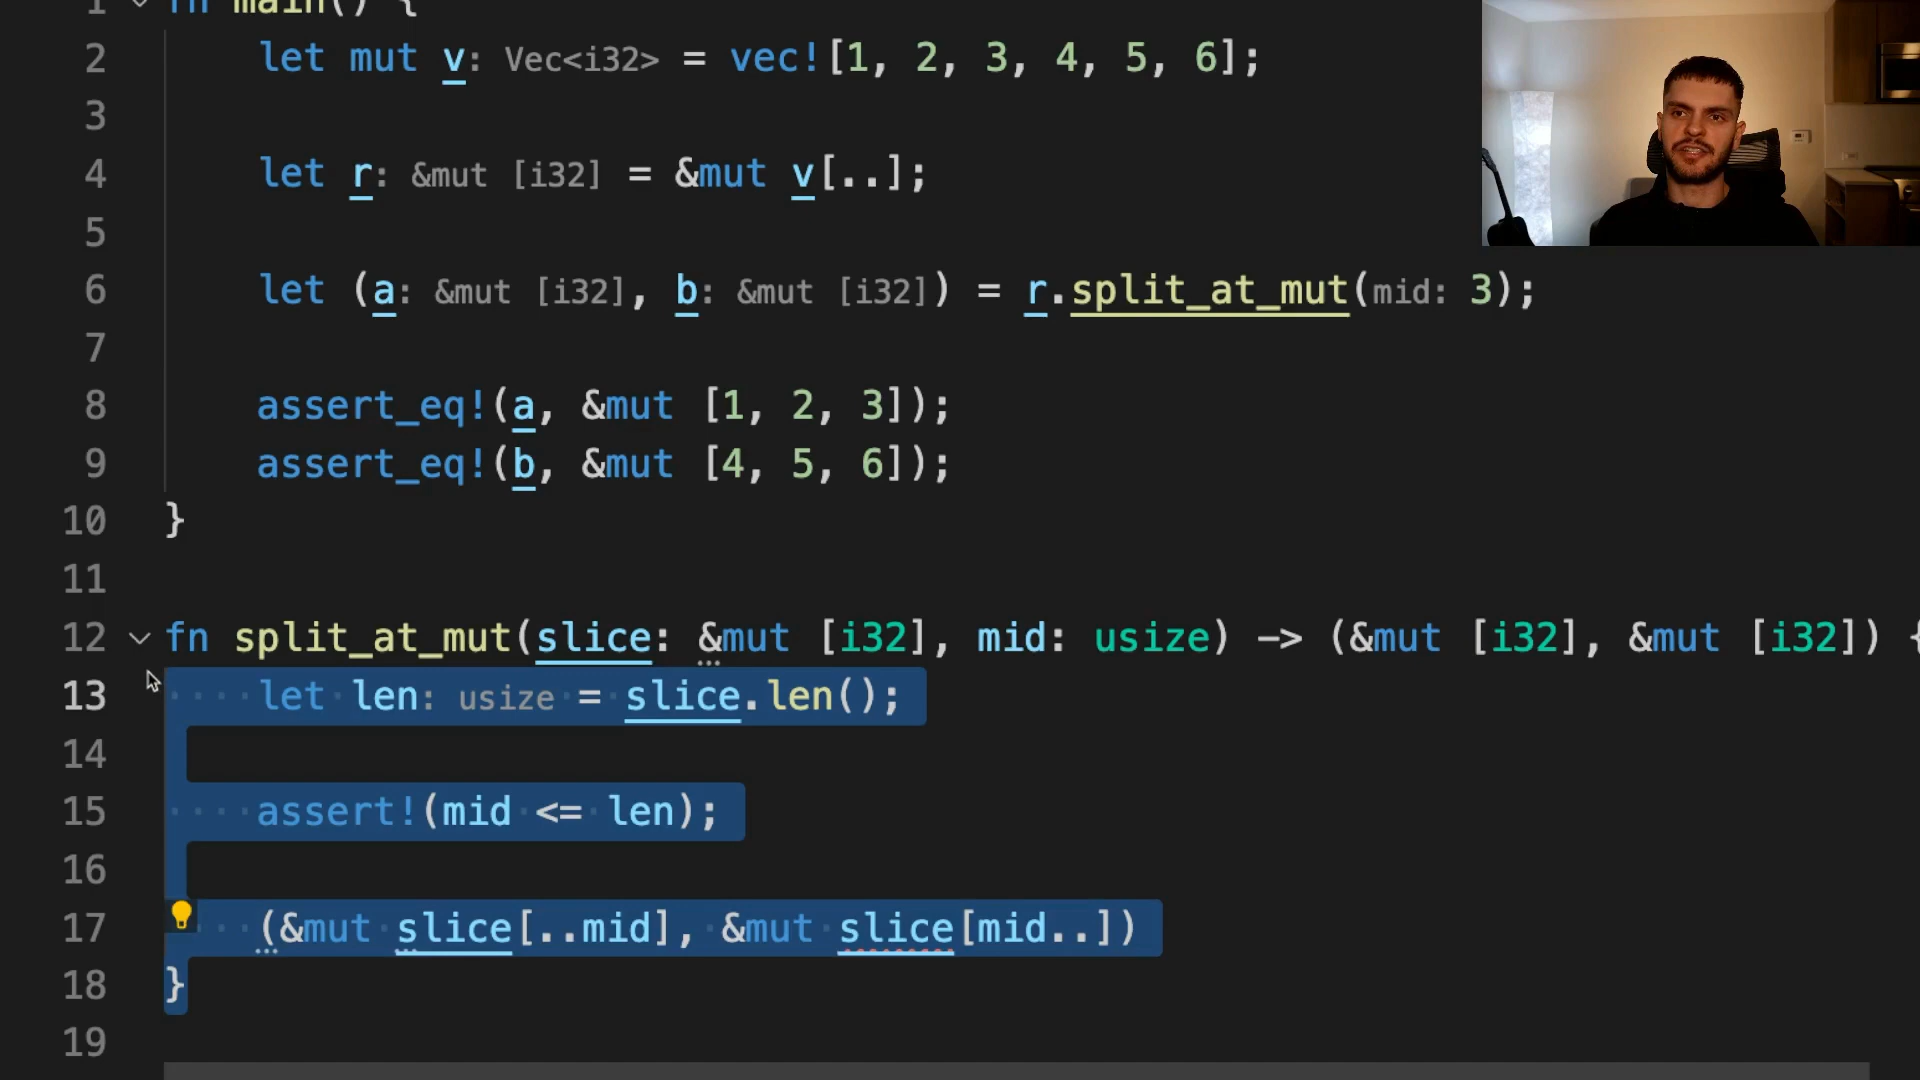 1 fn main() {
2 let mut v: Vec<i32> = vec![1, 2, 3, 4, 5, 6];
3
4 let r: &mut [i32] = &mut v[..];
5
6 let (a: &mut [i32], b: &mut [i32]) = r.split_at_mut(mid: 3);
7
8 assert_eq!(a, &mut [1, 2, 3]);
9 assert_eq!(b, &mut [4, 5, 6]);
10 }
11
12 fn split_at_mut(slice: &mut [i32], mid: usize) -> (&mut [i32], &mut [i32]) {
13 let len: usize = slice.len();
14
15 assert!(mid <= len);
16
17 (&mut slice[..mid], &mut slice[mid..])
18 }
19